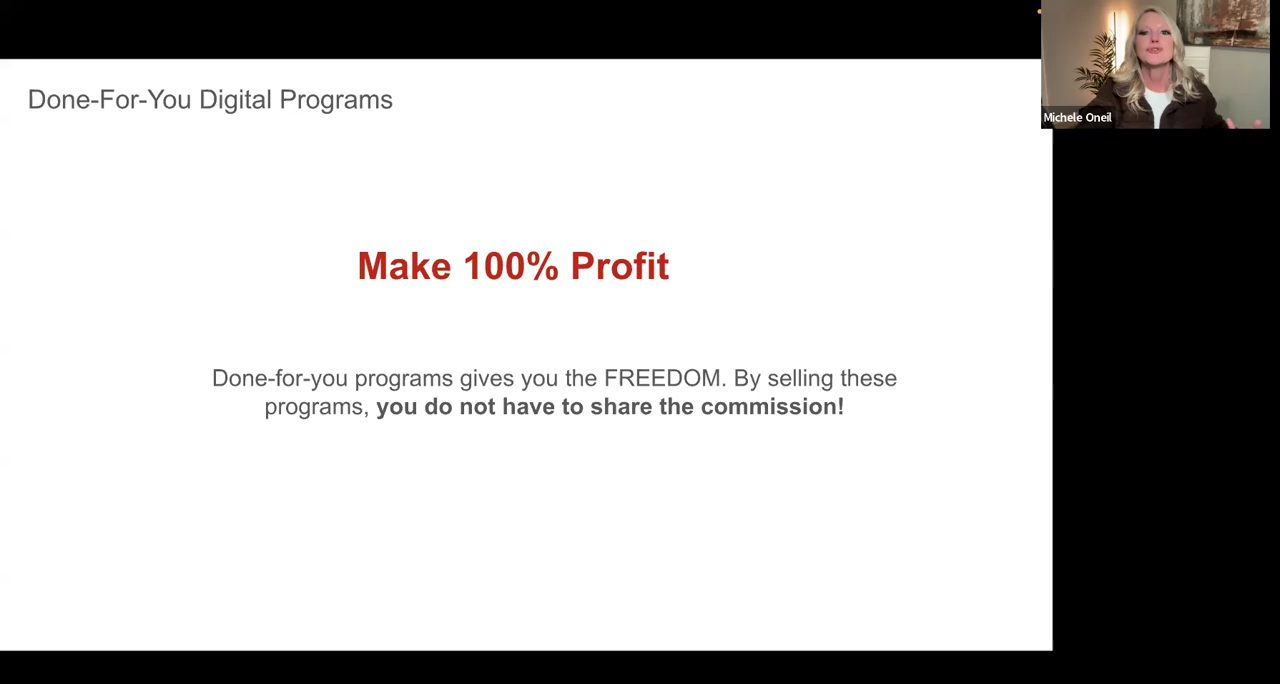 Done-For-You Digital Programs
Michele Oneil
Make 100% Profit
Done-for-you programs gives you the FREEDOM. By selling these
programs, you do not have to share the commission!